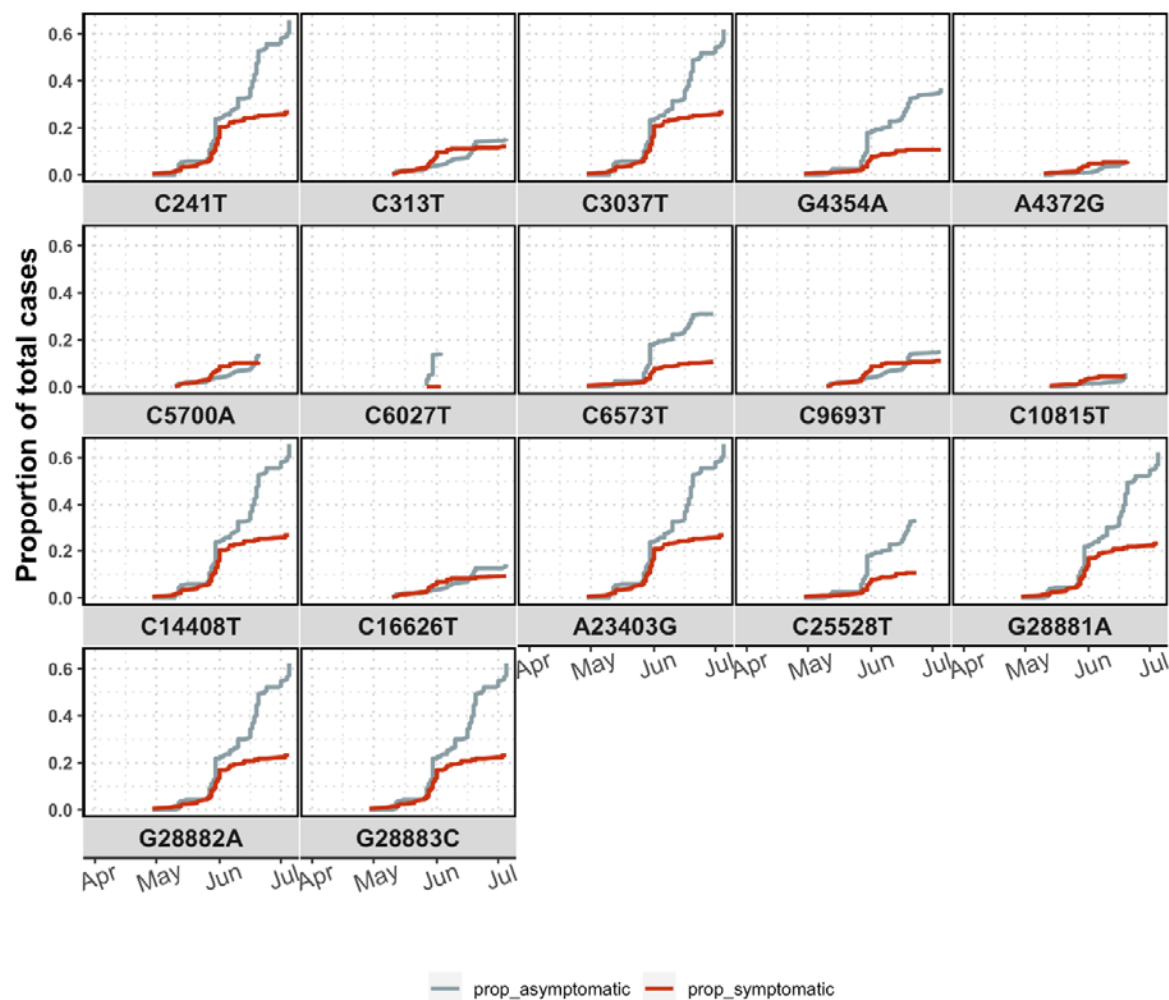 Proportion of total cases
0.6
0.4
0.2
0.0
C241T C313T C3037T G4354A A4372G
0.6
0.4
0.2
0.0
C5700A C6027T C6573T C9693T C10815T
0.6
0.4
0.2
0.0
C14408T C16626T A23403G C25528T G28881A
Apr May Jun Jul Apr May Jun Jul Apr May Jun Jul
0.6
0.4
0.2
0.0
G28882A G28883C
Apr May Jun Jul Apr May Jun Jul
prop_asymptomatic prop_symptomatic